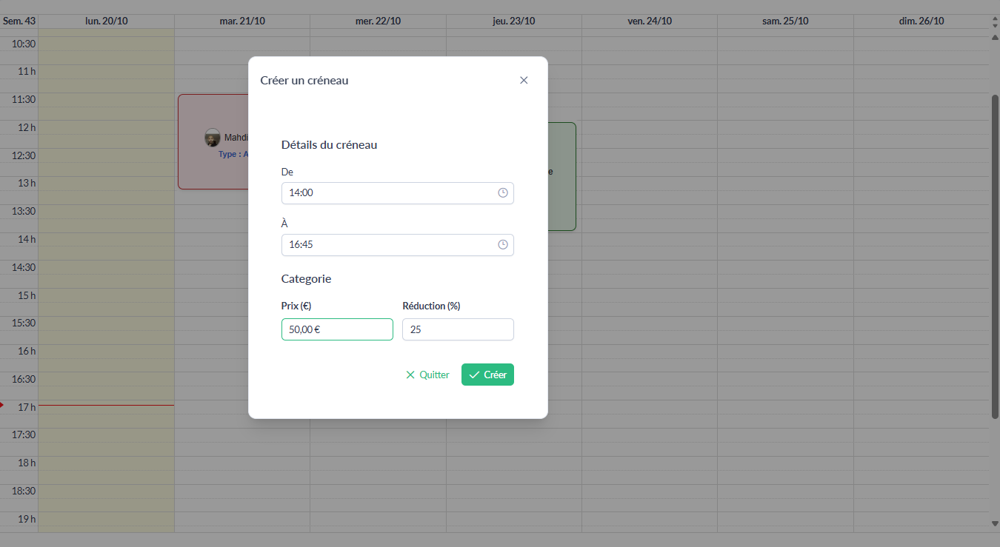 Sem. 43 lun. 20/10 mar. 21/10 mer. 22/10 jeu. 23/10 ven. 24/10 sam. 25/10 dim. 26/10
10:30
11 h
11:30
12 h
12:30
13 h
13:30
14 h
14:30
15 h
15:30
16 h
16:30
17 h
17:30
18 h
18:30
19 h
Mahdi
Type : A
e
Créer un créneau
Détails du créneau
De
14:00
À
16:45
Categorie
Prix (€) Réduction (%)
50,00 € 25
Quitter Créer